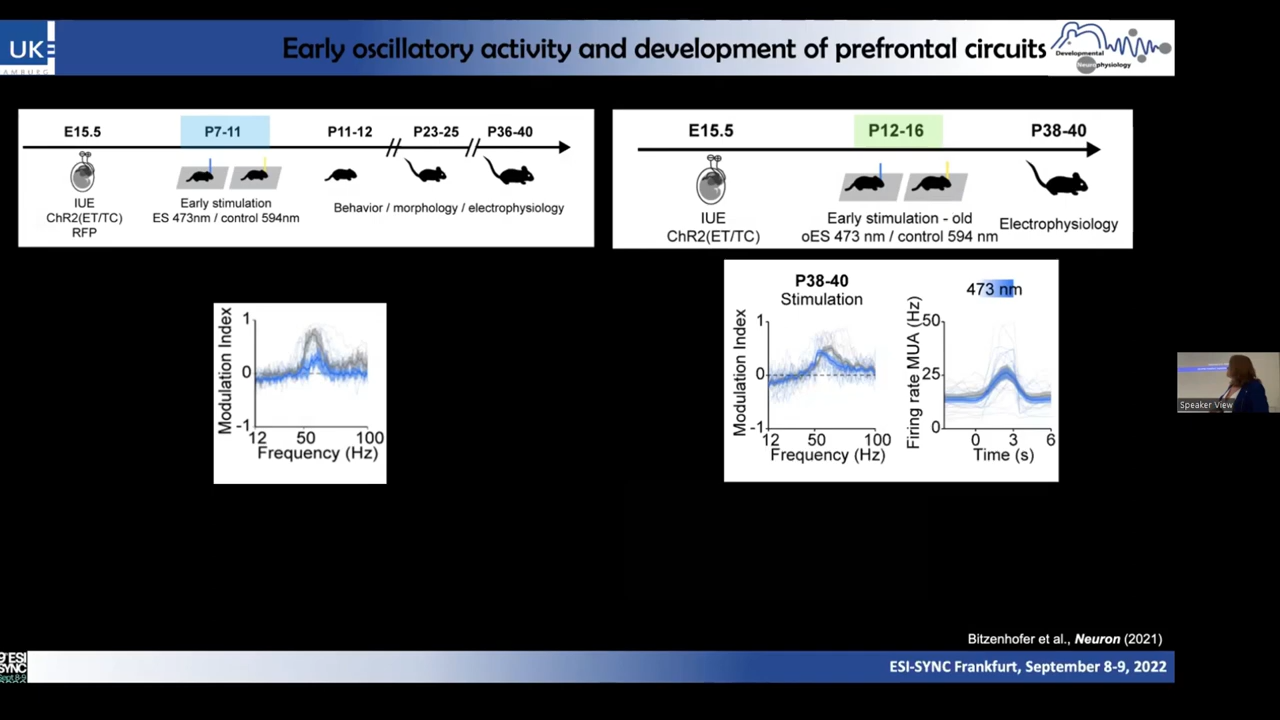 UKE
HAMBURG
Early oscillatory activity and development of prefrontal circuits
Developmental
Neurophysiology
E15.5
P7-11
P11-12
P23-25
P36-40
IUE
ChR2(ET/TC)
RFP
Early stimulation
ES 473nm / control 594nm
Behavior / morphology / electrophysiology
E15.5
P12-16
P38-40
IUE
ChR2(ET/TC)
Early stimulation - old
oES 473 nm / control 594 nm
Electrophysiology
Modulation Index
1
0
-1
12
50
100
Frequency (Hz)
P38-40
Stimulation
Modulation Index
1
0
-1
12
50
100
Frequency (Hz)
473 nm
Firing rate MUA (Hz)
50
25
0
0
3
6
Time (s)
Speaker View
Bitzenhofer et al., Neuron (2021)
ESI
SYNC
ESI-SYNC Frankfurt, September 8-9, 2022